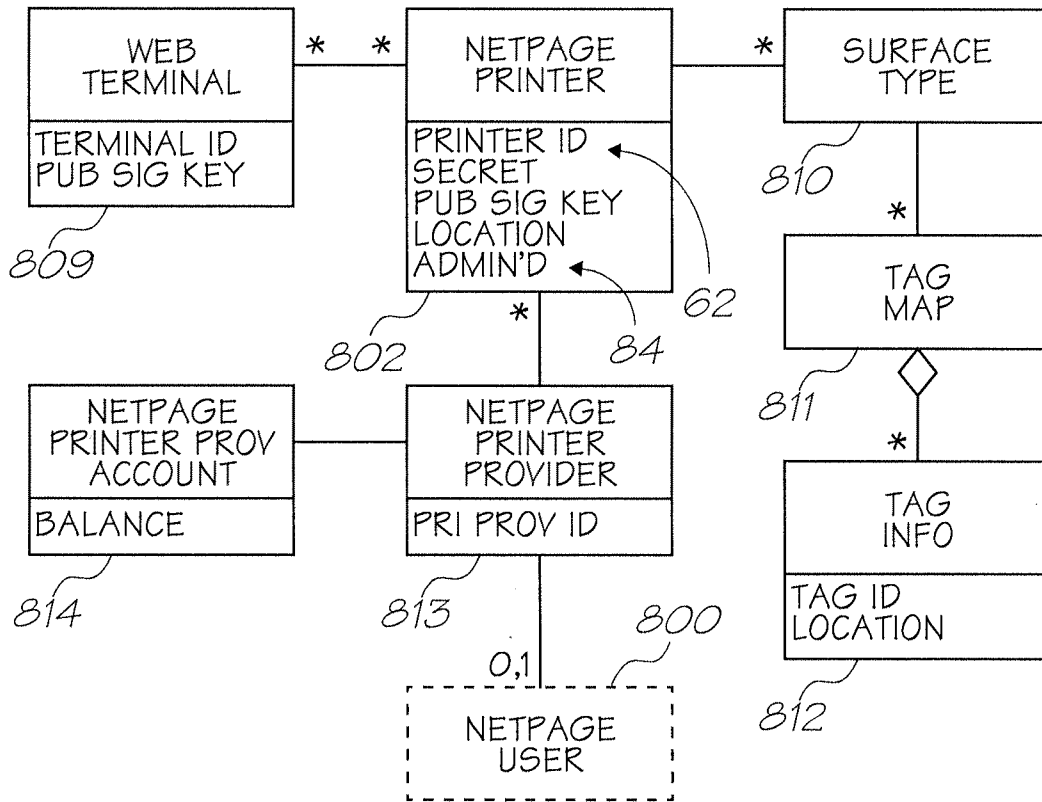 WEB
TERMINAL
TERMINAL ID
PUB SIG KEY
809
*
*
NETPAGE
PRINTER
PRINTER ID
SECRET
PUB SIG KEY
LOCATION
ADMIN'D
802
62
84
*
*
SURFACE
TYPE
810
*
TAG
MAP
811
*
TAG
INFO
TAG ID
LOCATION
812
NETPAGE
PRINTER PROV
ACCOUNT
BALANCE
814
NETPAGE
PRINTER
PROVIDER
PRI PROV ID
813
0,1
800
NETPAGE
USER